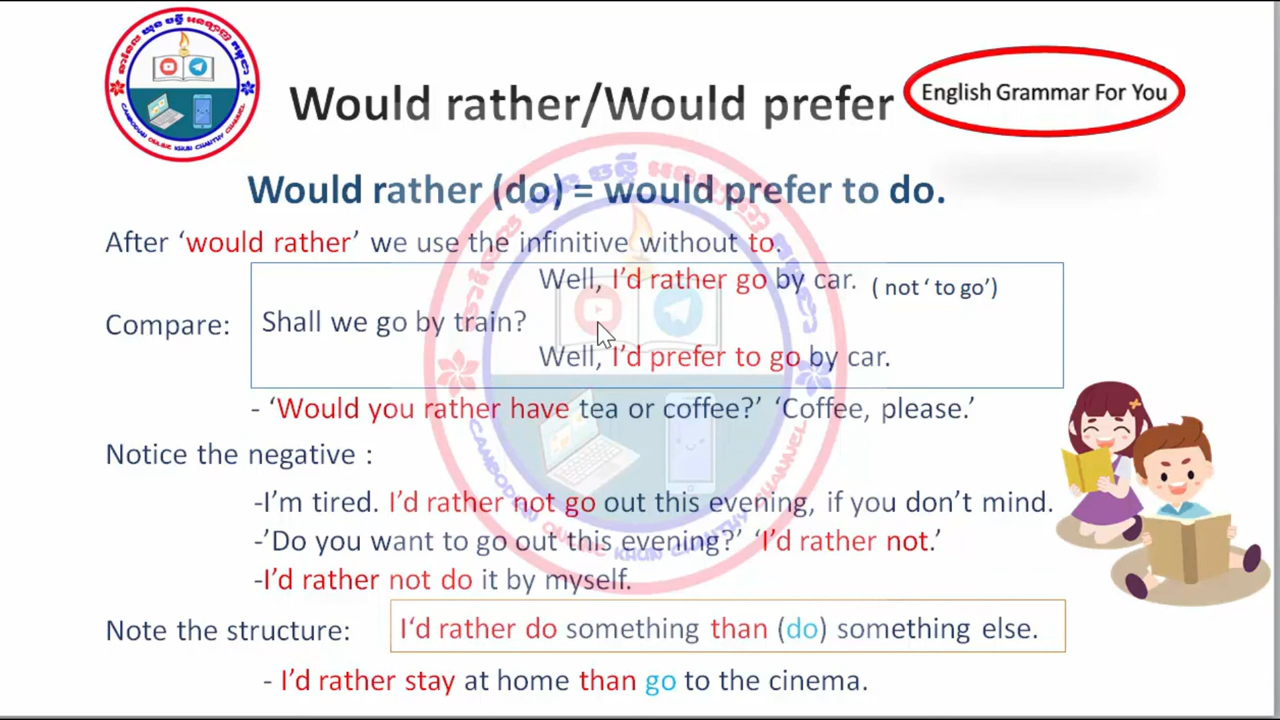 Would rather/Would prefer
English Grammar For You
Would rather (do) = would prefer to do.
After ‘would rather’ we use the infinitive without to.
Well, I’d rather go by car. ( not ‘ to go’)
Compare: Shall we go by train?
Well, I’d prefer to go by car.
- ‘Would you rather have tea or coffee?’ ‘Coffee, please.’
Notice the negative :
-I’m tired. I’d rather not go out this evening, if you don’t mind.
-’Do you want to go out this evening?’ ‘I’d rather not.’
-I’d rather not do it by myself.
Note the structure: I‘d rather do something than (do) something else.
- I’d rather stay at home than go to the cinema.
CAMBODIAN ONLINE KHUN CHANTHY CHANNEL